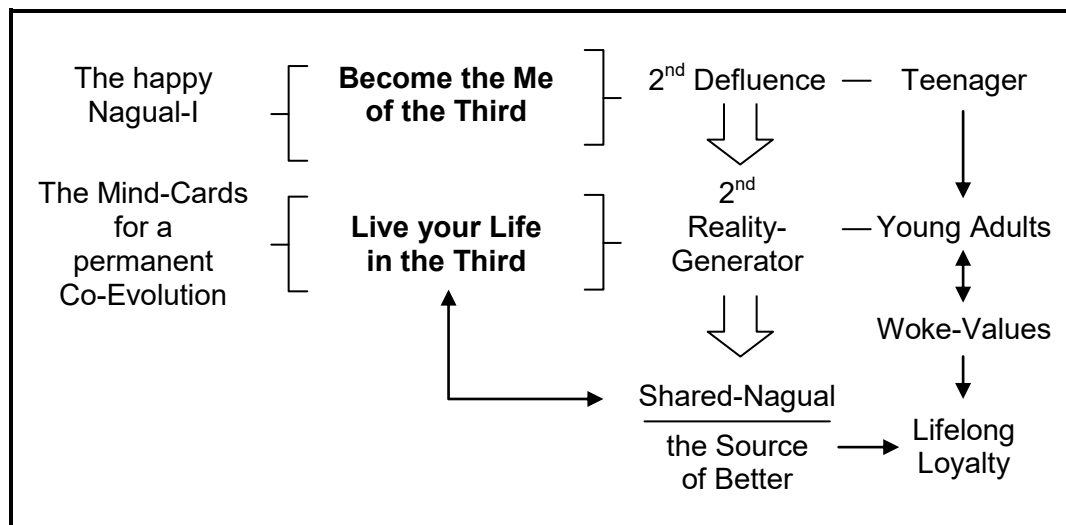 The happy
Nagual-I
Become the Me
of the Third
2nd Defluence
Teenager
The Mind-Cards
for a
permanent
Co-Evolution
Live your Life
in the Third
2nd
Reality-
Generator
Young Adults
Woke-Values
Shared-Nagual
the Source
of Better
Lifelong
Loyalty